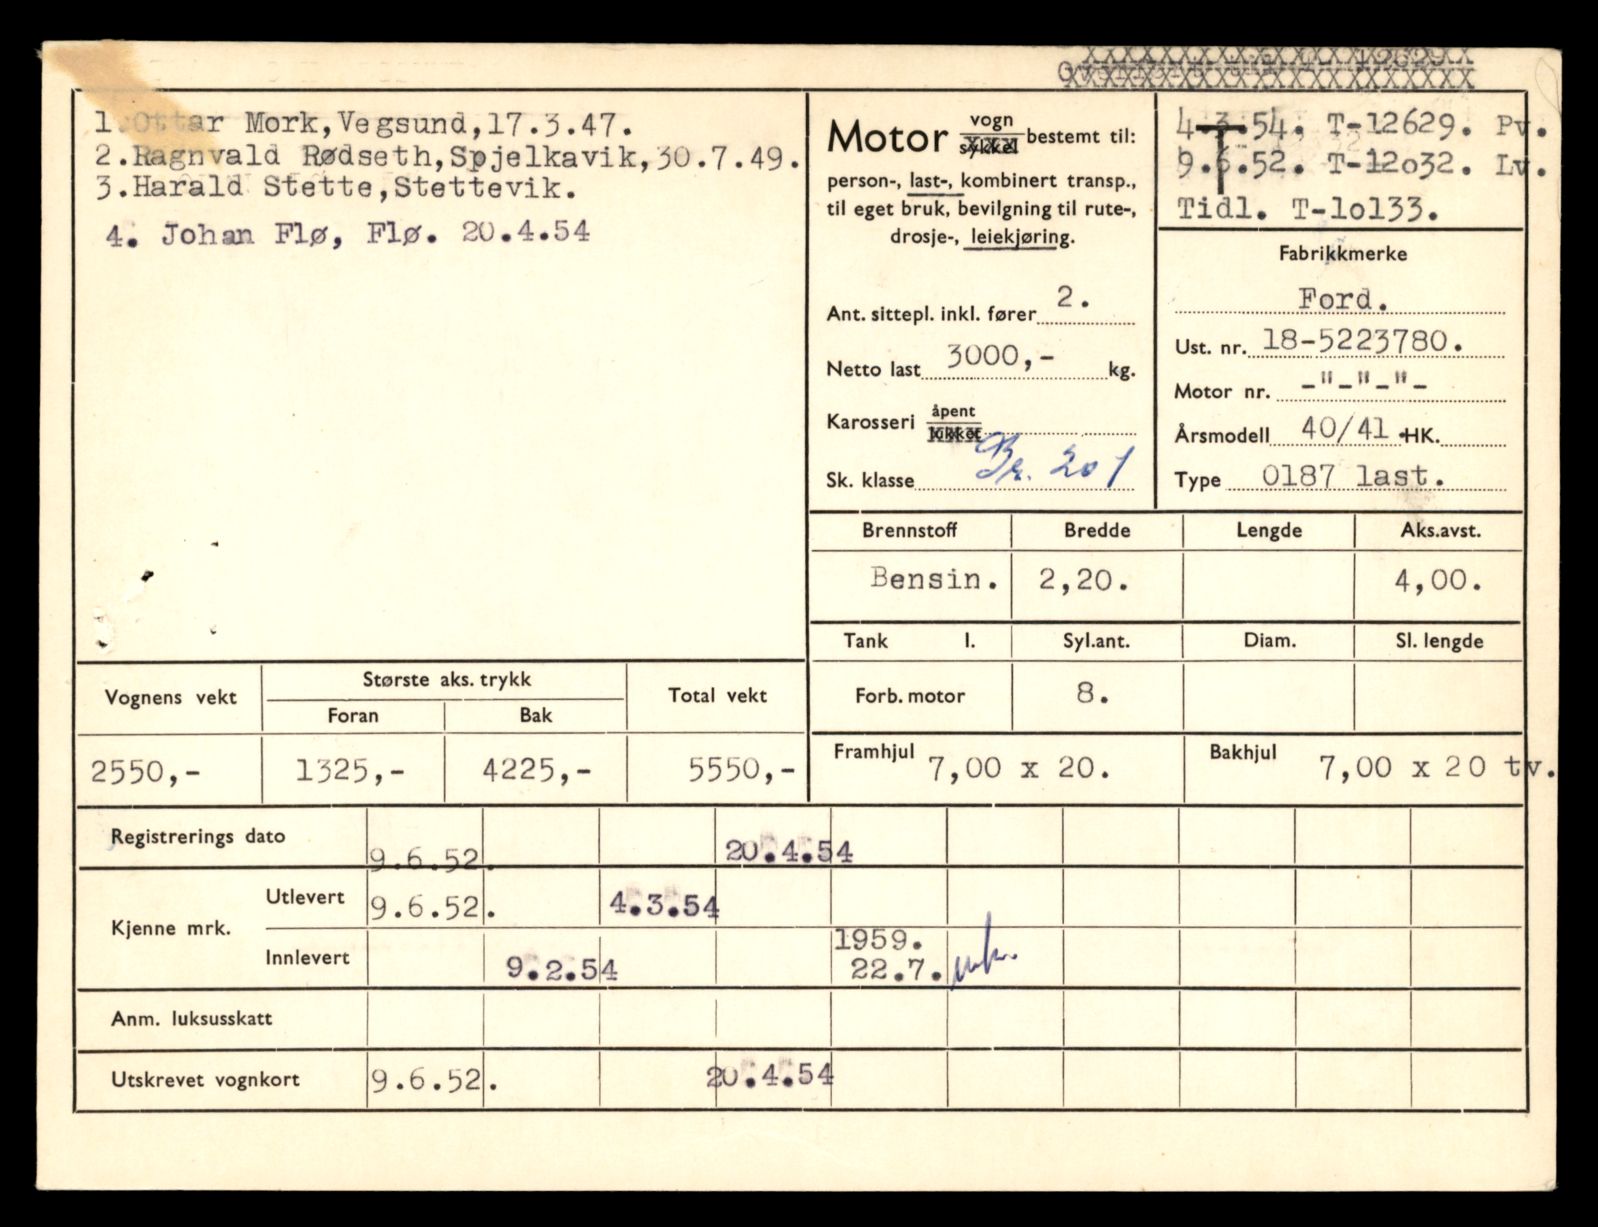 1.Ottar Mork,Vegsund,17.3.47.
2.Ragnvald Rødseth,Spjelkavik,30.7.49.
3.Harald Stette,Stettevik.
4. Johan Flø, Flø. 20.4.54
Motor vogn
sykkel bestemt til:
person-, last-, kombinert transp.,
til eget bruk, bevilgning til rute-,
drosje-, leiekjøring.
Ant. sittepl. inkl. fører 2.
Netto last 3000,- kg.
Karosseri åpent
lukket
Sk. klasse Br. 201
4.3.54. T-12629. Pv.
9.6.52. T-12o32. Lv.
Tidl. T-1o133.
Fabrikkmerke
Ford.
Ust. nr. 18-5223780.
Motor nr. -"-"-"-
Årsmodell 40/41. HK.
Type 0187 last.
Brennstoff Bredde Lengde Aks.avst.
Bensin. 2,20. 4,00.
Tank l. Syl.ant. Diam. Sl. lengde
Forb. motor 8.
Framhjul 7,00 x 20. Bakhjul 7,00 x 20 tv.
Vognens vekt Største aks. trykk Total vekt
Foran Bak
2550,- 1325,- 4225,- 5550,-
Registrerings dato 9.6.52. 20.4.54
Kjenne mrk. Utlevert 9.6.52. 4.3.54
Innlevert 9.2.54 1959.
22.7.
Anm. luksusskatt
Utskrevet vognkort 9.6.52. 20.4.54